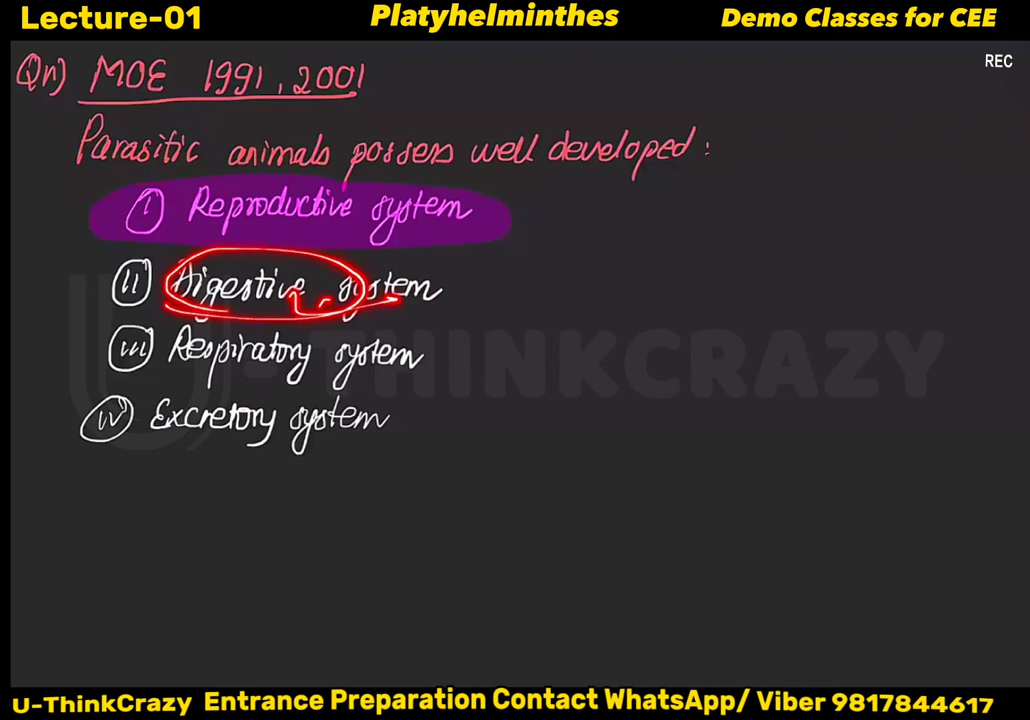 Lecture-01 Platyhelminthes Demo Classes for CEE
REC
Qn) MOE 1991, 2001
Parasitic animals possess well developed :
i Reproductive system
ii Digestive system
iii Respiratory system
iv Excretory system
U-THINKCRAZY
U-ThinkCrazy Entrance Preparation Contact WhatsApp/ Viber 9817844617